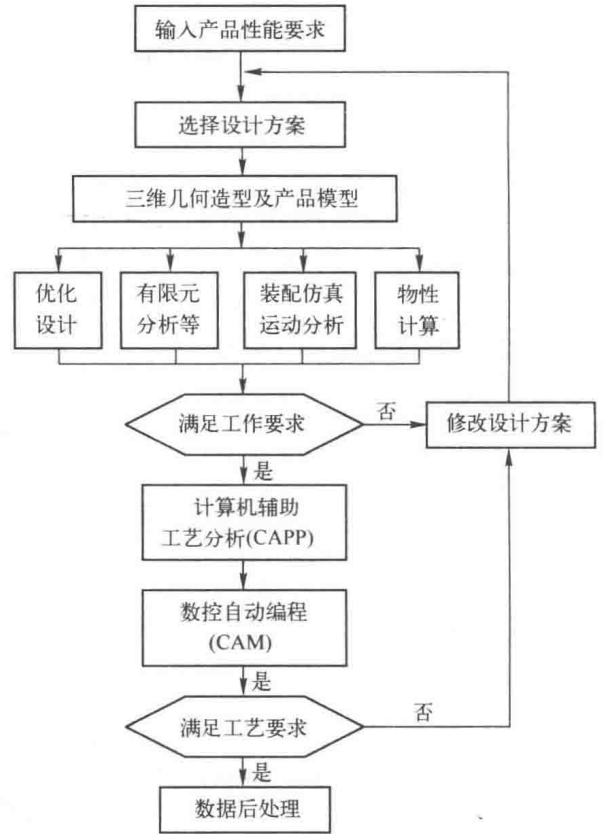 输入产品性能要求
选择设计方案
三维几何造型及产品模型
优化
设计
有限元
分析等
装配仿真
运动分析
物性
计算
满足工作要求
否
修改设计方案
是
计算机辅助
工艺分析(CAPP)
数控自动编程
(CAM)
是
满足工艺要求
否
是
数据后处理